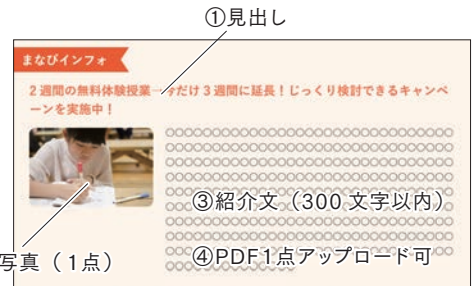 ①見出し
まなびインフォ
2週間の無料体験授業 だけ3週間に延長！じっくり検討できるキャンペ
ーンを実施中！
○○○○○○○○○○○○○○○○○○○○○○○○○○○○○○
○○○○○○○○○○○○○○○○○○○○○○○○○○○○○○
③紹介文（300文字以内）
写真（1点）
④PDF1点アップロード可